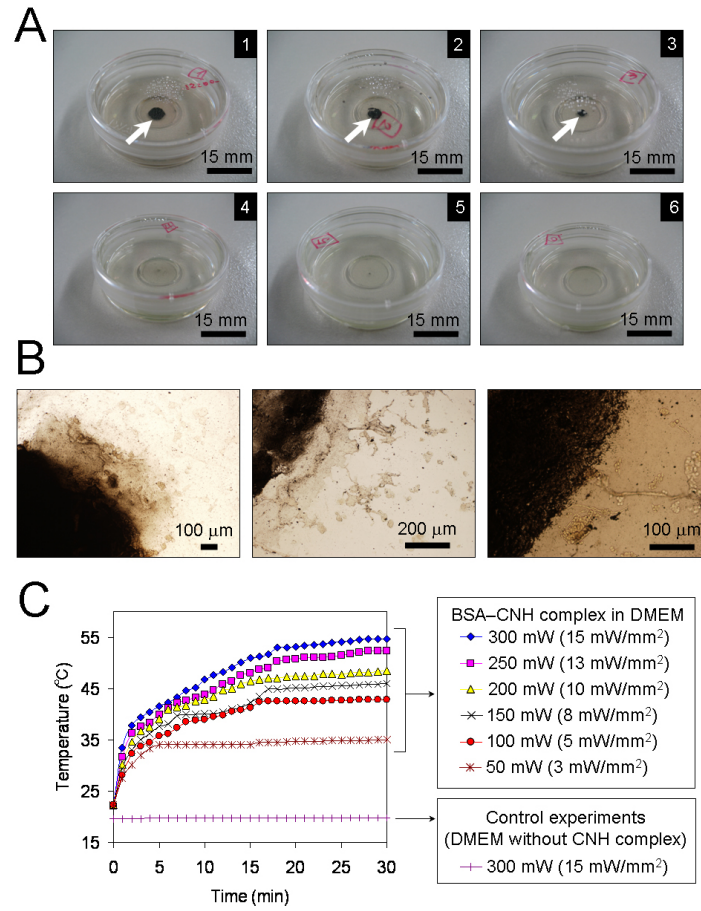 A
1
2
3
15 mm
15 mm
15 mm
4
5
6
15 mm
15 mm
15 mm
B
100 μm
200 μm
100 μm
C
Temperature (°C)
55
45
35
25
15
0
5
10
15
20
25
30
Time (min)
BSA–CNH complex in DMEM
300 mW (15 mW/mm²)
250 mW (13 mW/mm²)
200 mW (10 mW/mm²)
150 mW (8 mW/mm²)
100 mW (5 mW/mm²)
50 mW (3 mW/mm²)
Control experiments
(DMEM without CNH complex)
300 mW (15 mW/mm²)